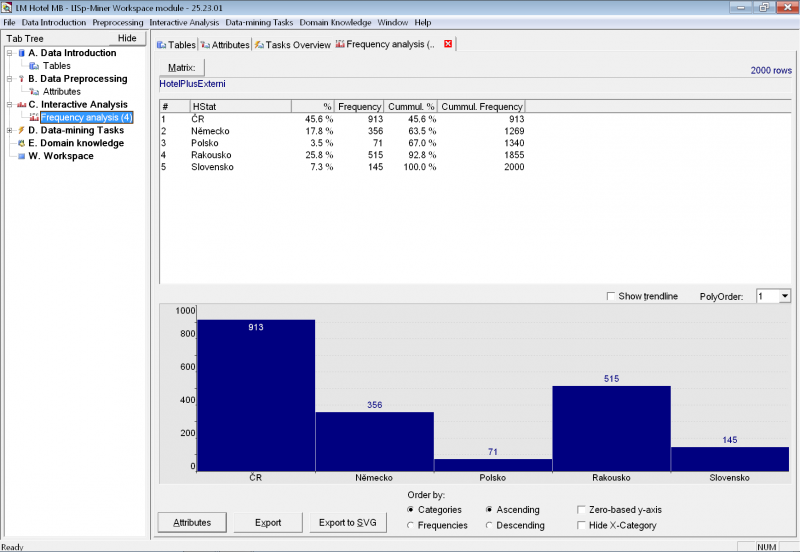 LM Hotel MB - LISp-Miner Workspace module - 25.23.01
File Data Introduction Preprocessing Interactive Analysis Data-mining Tasks Domain Knowledge Window Help
Tab Tree Hide
A. Data Introduction
Tables
B. Data Preprocessing
Attributes
C. Interactive Analysis
Frequency analysis (4)
D. Data-mining Tasks
E. Domain knowledge
W. Workspace
Tables Attributes Tasks Overview Frequency analysis (..
Matrix:
2000 rows
HotelPlusExterni
# HStat % Frequency Cummul. % Cummul. Frequency
1 ČR 45.6 % 913 45.6 % 913
2 Německo 17.8 % 356 63.5 % 1269
3 Polsko 3.5 % 71 67.0 % 1340
4 Rakousko 25.8 % 515 92.8 % 1855
5 Slovensko 7.3 % 145 100.0 % 2000
Show trendline PolyOrder: 1
1000
800
600
400
200
0
913
356
71
515
145
ČR Německo Polsko Rakousko Slovensko
Order by:
Categories Ascending Zero-based y-axis
Frequencies Descending Hide X-Category
Attributes Export Export to SVG
Ready NUM